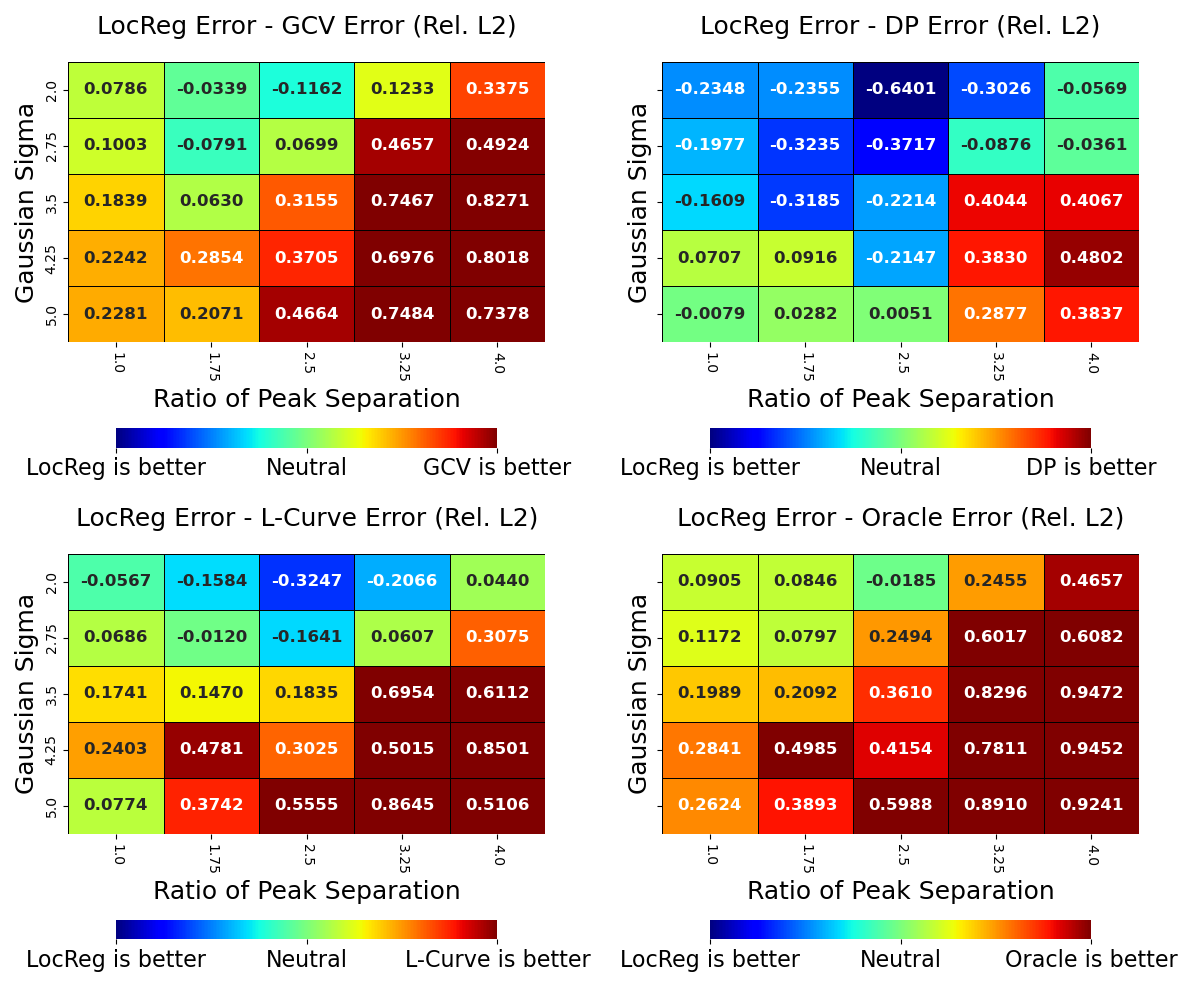 LocReg Error - GCV Error (Rel. L2)
Gaussian Sigma
2.0 0.0786 -0.0339 -0.1162 0.1233 0.3375
2.75 0.1003 -0.0791 0.0699 0.4657 0.4924
3.5 0.1839 0.0630 0.3155 0.7467 0.8271
4.25 0.2242 0.2854 0.3705 0.6976 0.8018
5.0 0.2281 0.2071 0.4664 0.7484 0.7378
1.0 1.75 2.5 3.25 4.0
Ratio of Peak Separation
LocReg is better Neutral GCV is better
LocReg Error - DP Error (Rel. L2)
Gaussian Sigma
-0.2348 -0.2355 -0.6401 -0.3026 -0.0569
-0.1977 -0.3235 -0.3717 -0.0876 -0.0361
-0.1609 -0.3185 -0.2214 0.4044 0.4067
0.0707 0.0916 -0.2147 0.3830 0.4802
-0.0079 0.0282 0.0051 0.2877 0.3837
1.0 1.75 2.5 3.25 4.0
Ratio of Peak Separation
LocReg is better Neutral DP is better
LocReg Error - L-Curve Error (Rel. L2)
Gaussian Sigma
2.0 -0.0567 -0.1584 -0.3247 -0.2066 0.0440
2.75 0.0686 -0.0120 -0.1641 0.0607 0.3075
3.5 0.1741 0.1470 0.1835 0.6954 0.6112
4.25 0.2403 0.4781 0.3025 0.5015 0.8501
5.0 0.0774 0.3742 0.5555 0.8645 0.5106
1.0 1.75 2.5 3.25 4.0
Ratio of Peak Separation
LocReg is better Neutral L-Curve is better
LocReg Error - Oracle Error (Rel. L2)
Gaussian Sigma
0.0905 0.0846 -0.0185 0.2455 0.4657
0.1172 0.0797 0.2494 0.6017 0.6082
0.1989 0.2092 0.3610 0.8296 0.9472
0.2841 0.4985 0.4154 0.7811 0.9452
0.2624 0.3893 0.5988 0.8910 0.9241
1.0 1.75 2.5 3.25 4.0
Ratio of Peak Separation
LocReg is better Neutral Oracle is better